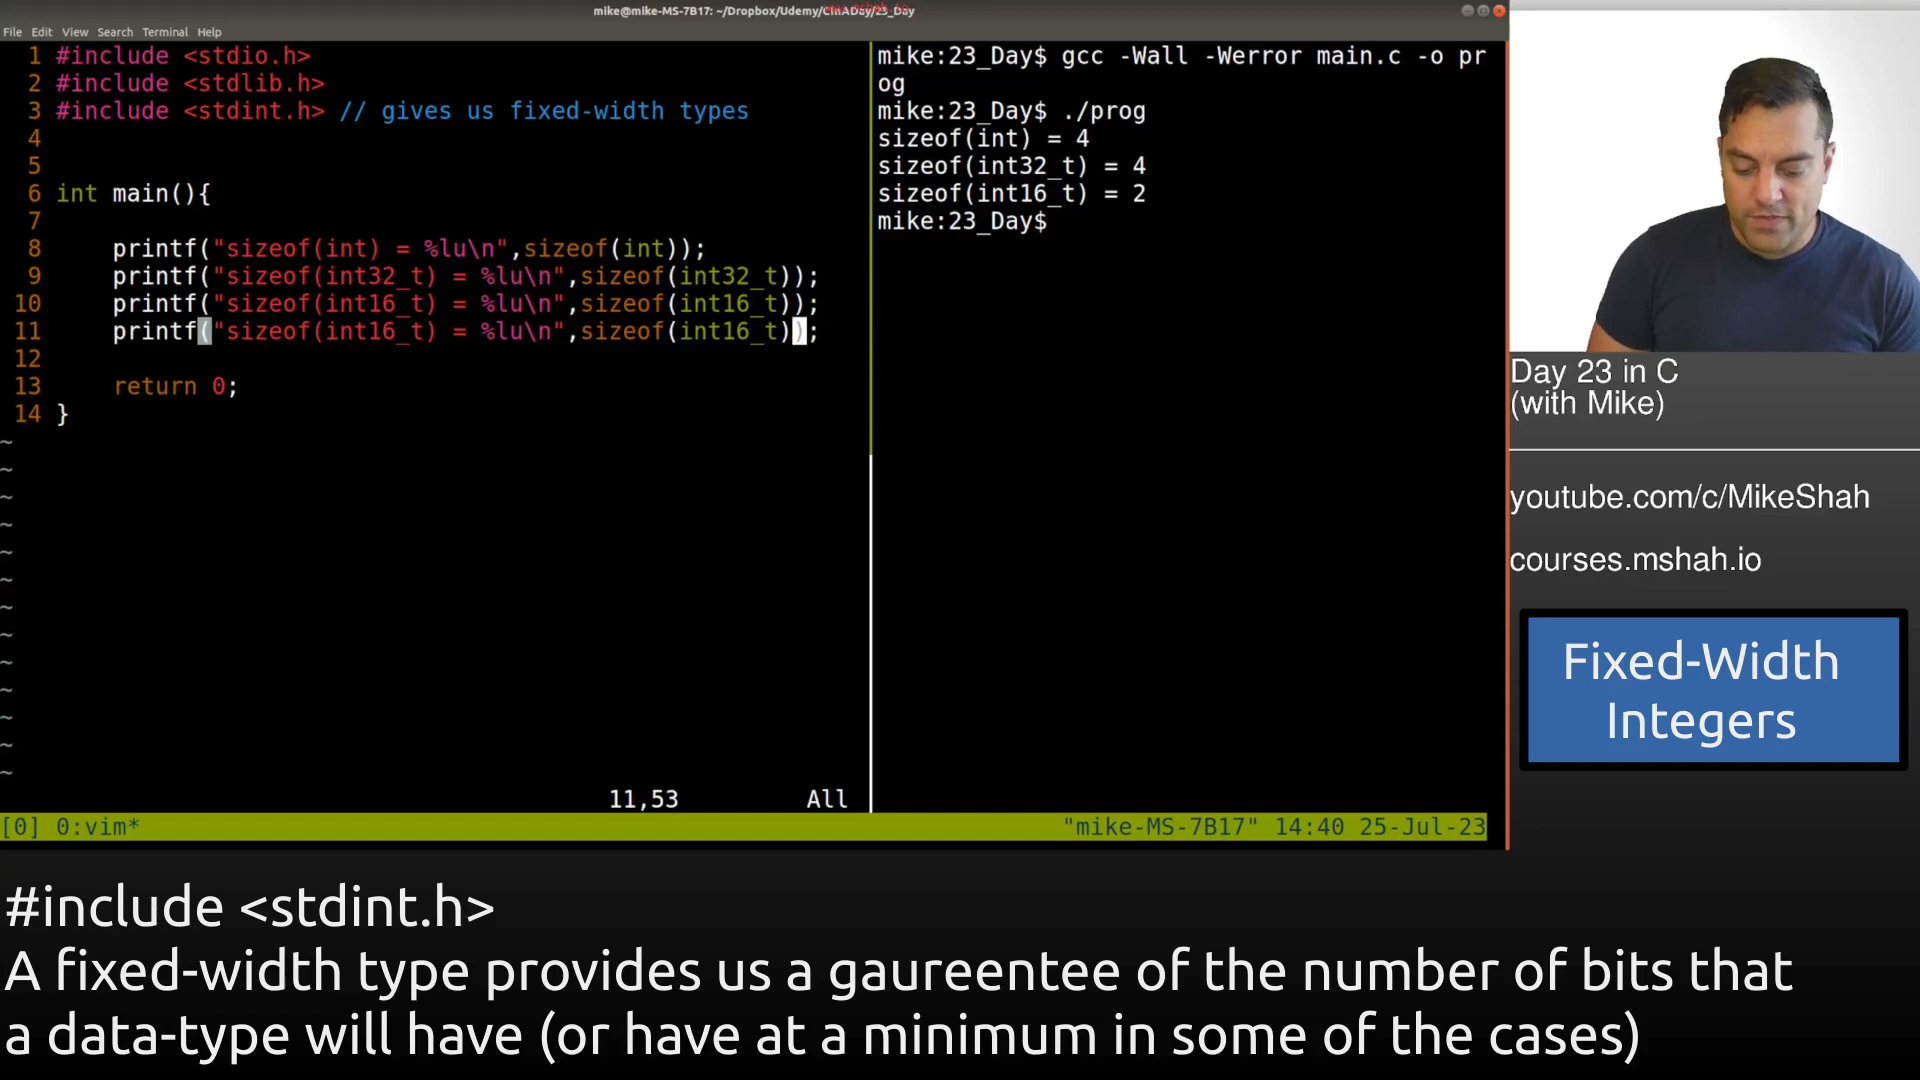 mike@mike-MS-7B17: ~/Dropbox/Udemy/CInADay/23_Day
File Edit View Search Terminal Help
1 #include <stdio.h>
2 #include <stdlib.h>
3 #include <stdint.h> // gives us fixed-width types
4
5
6 int main(){
7
8 printf("sizeof(int) = %lu\n",sizeof(int));
9 printf("sizeof(int32_t) = %lu\n",sizeof(int32_t));
10 printf("sizeof(int16_t) = %lu\n",sizeof(int16_t));
11 printf("sizeof(int16_t) = %lu\n",sizeof(int16_t));
12
13 return 0;
14 }
~
~
~
~
~
~
~
~
~
~
~
~
~
11,53 All
mike:23_Day$ gcc -Wall -Werror main.c -o pr
og
mike:23_Day$ ./prog
sizeof(int) = 4
sizeof(int32_t) = 4
sizeof(int16_t) = 2
mike:23_Day$
[0] 0:vim* "mike-MS-7B17" 14:40 25-Jul-23
Day 23 in C
(with Mike)
youtube.com/c/MikeShah
courses.mshah.io
Fixed-Width
Integers
#include <stdint.h>
A fixed-width type provides us a gaureentee of the number of bits that
a data-type will have (or have at a minimum in some of the cases)